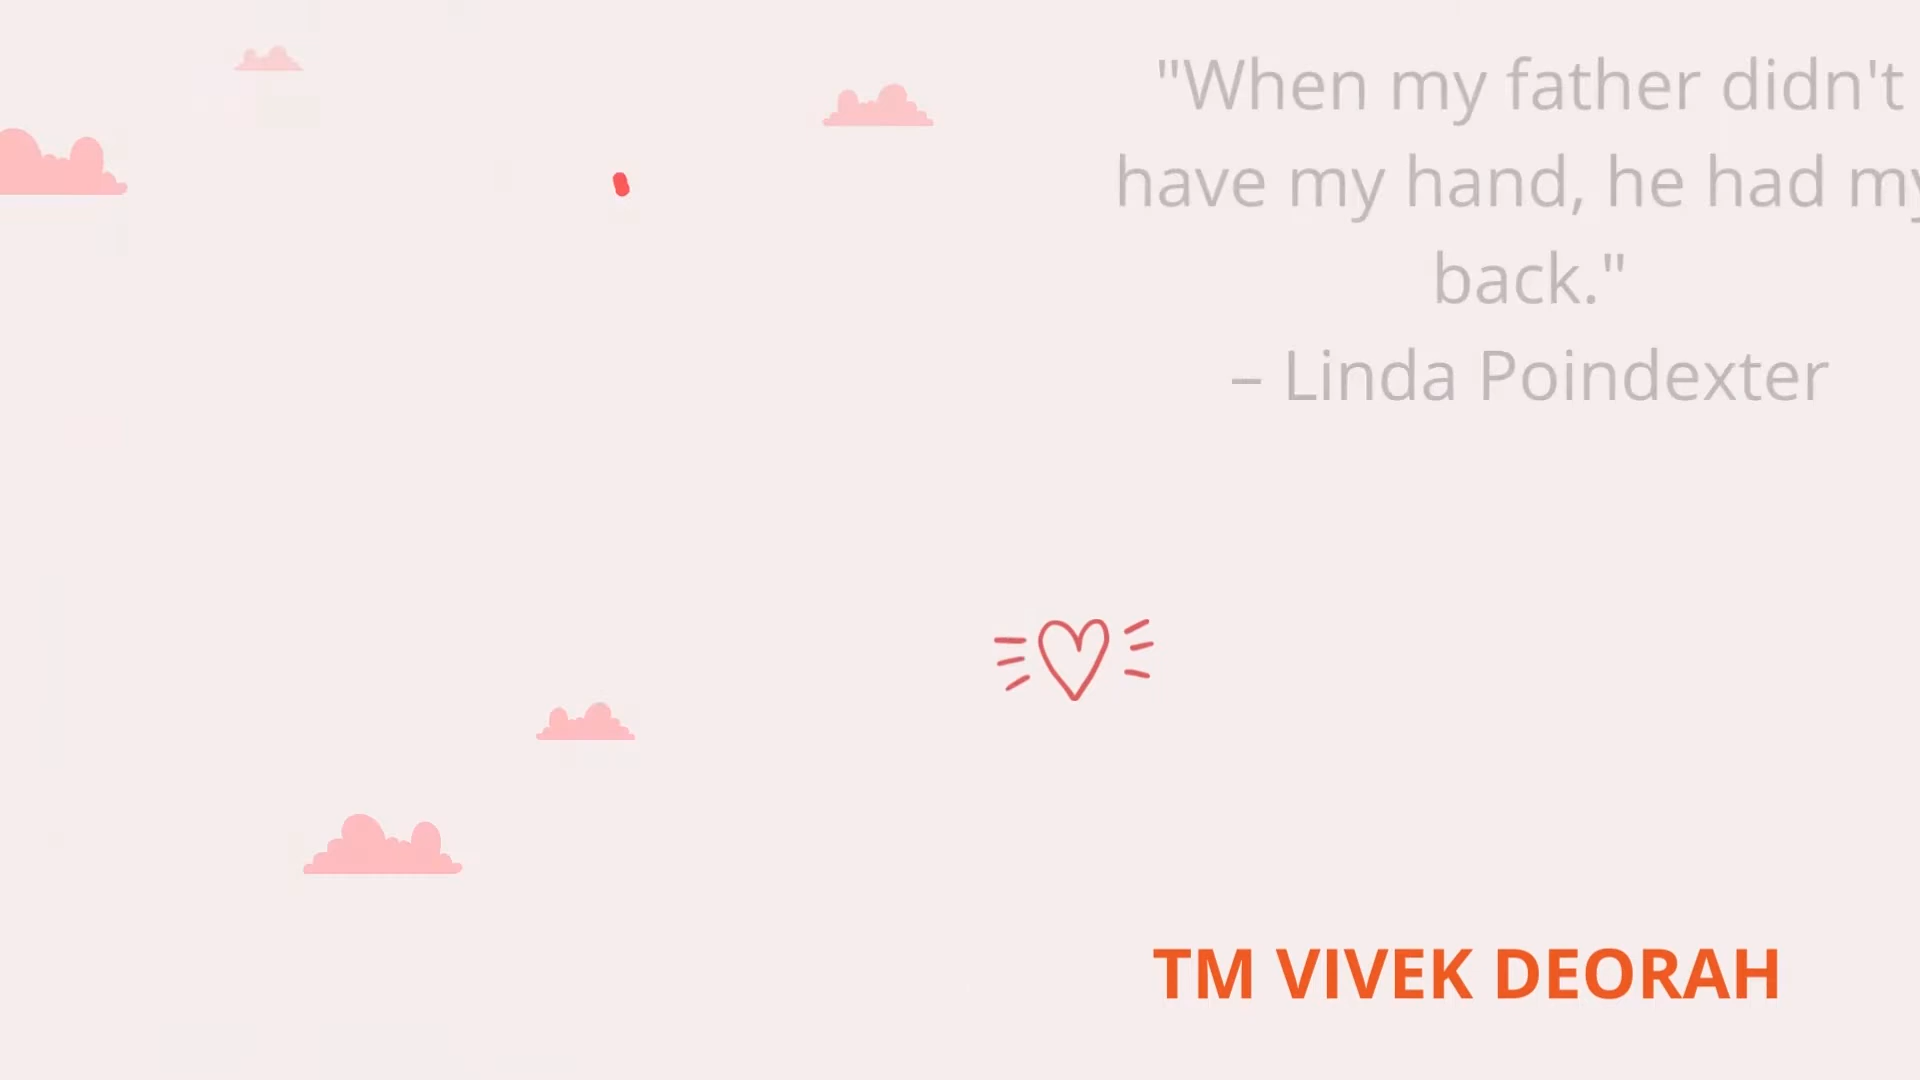 "When my father didn't
have my hand, he had my
back."
– Linda Poindexter
TM VIVEK DEORAH